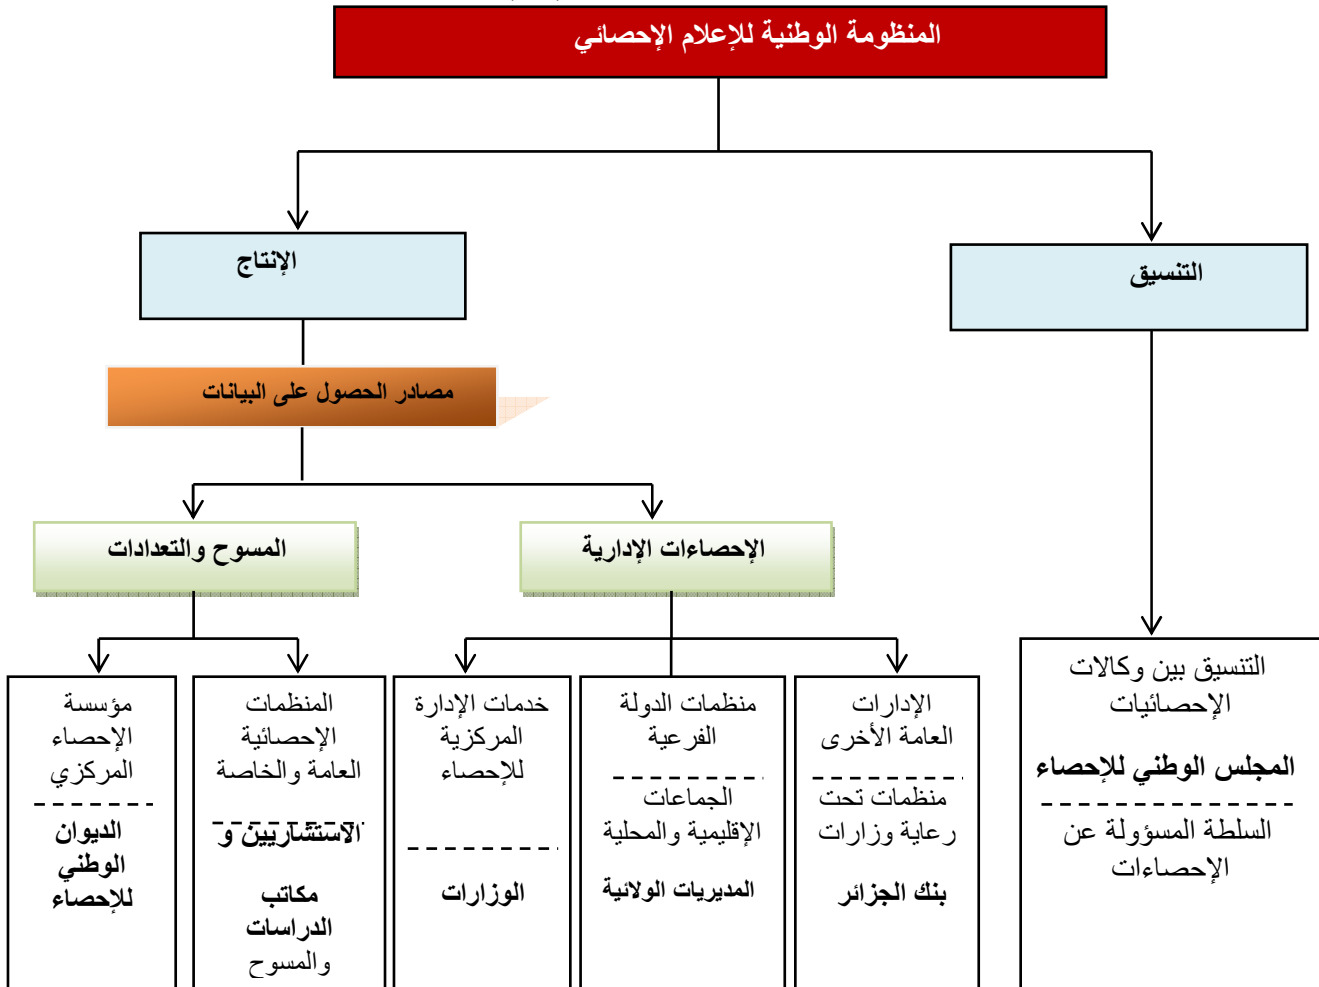 المنظومة الوطنية للإعلام الإحصائي
التنسيق
الإنتاج
مصادر الحصول على البيانات
الإحصاءات الإدارية
المسوح والتعدادات
التنسيق بين وكالات
الإحصائيات
المجلس الوطني للإحصاء
السلطة المسؤولة عن
الإحصاءات
الإدارات
العامة الأخرى
منظمات تحت
رعاية وزارات
بنك الجزائر
منظمات الدولة
الفرعية
الجماعات
الإقليمية والمحلية
المديريات الولائية
خدمات الإدارة
المركزية
للإحصاء
الوزارات
المنظمات
الإحصائية
العامة والخاصة
الاستشاريين و
مكاتب
الدراسات
والمسوح
مؤسسة
الإحصاء
المركزي
الديوان
الوطني
للإحصاء